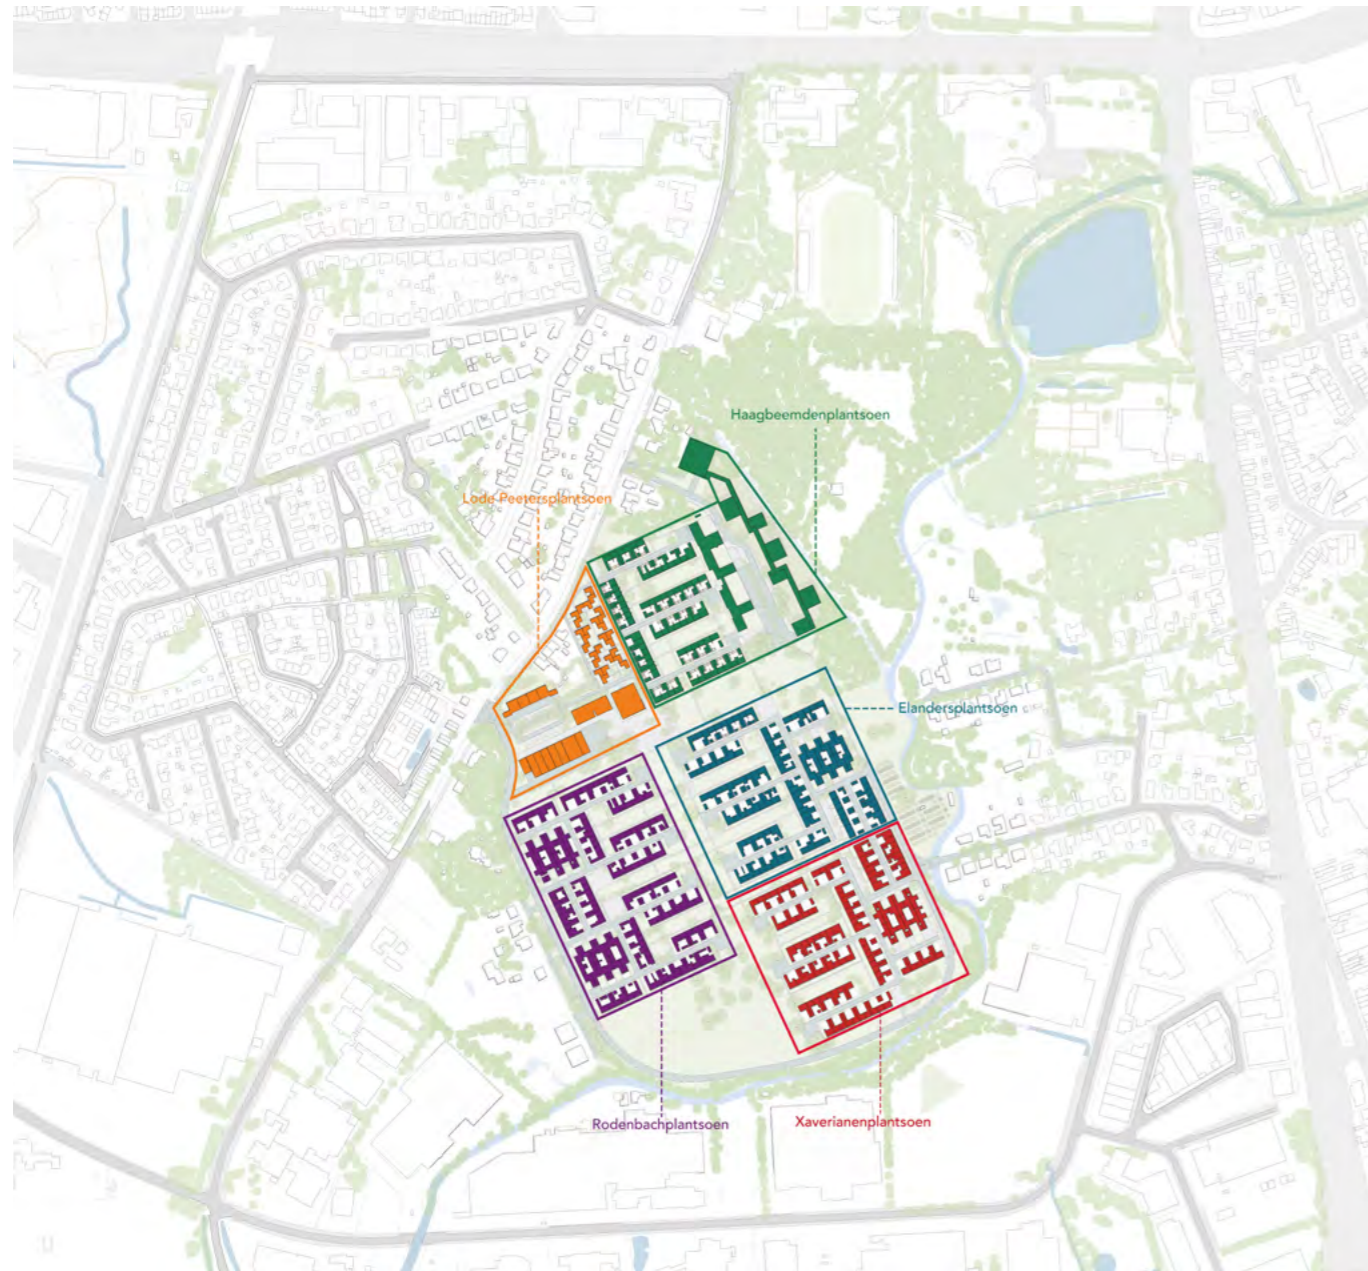 Haagbeemdenplantsoen
Lode Peetersplantsoen
Elandersplantsoen
Rodenbachplantsoen
Xaverianenplantsoen